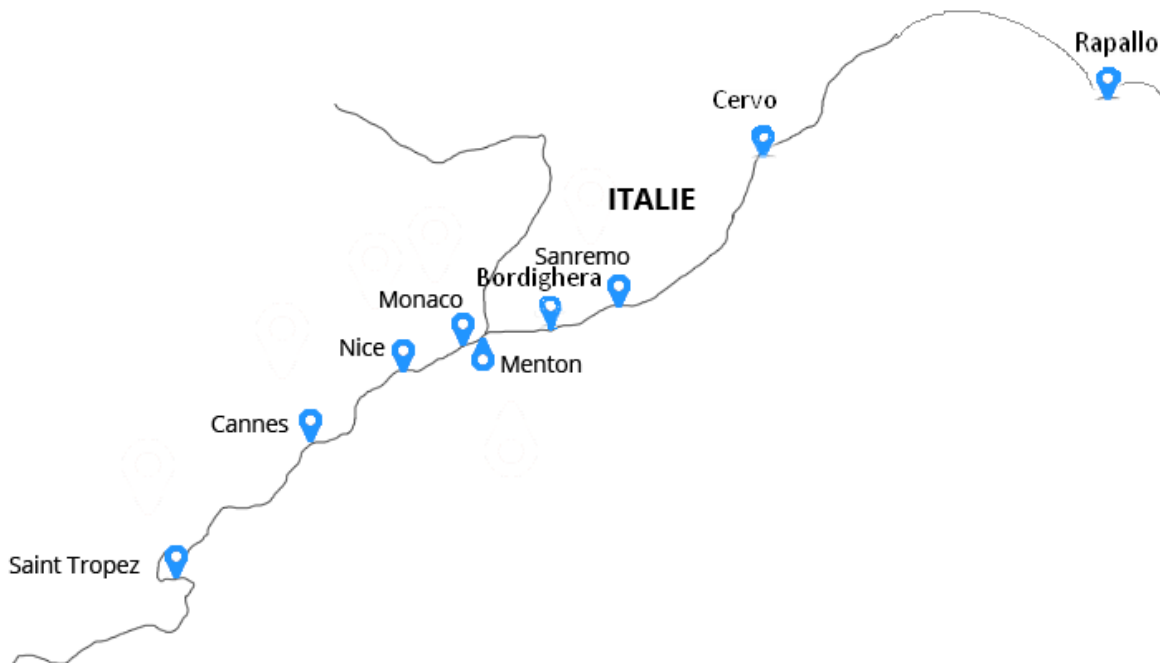 Rapallo
Cervo
ITALIE
Sanremo
Bordighera
Monaco
Nice
Menton
Cannes
Saint Tropez